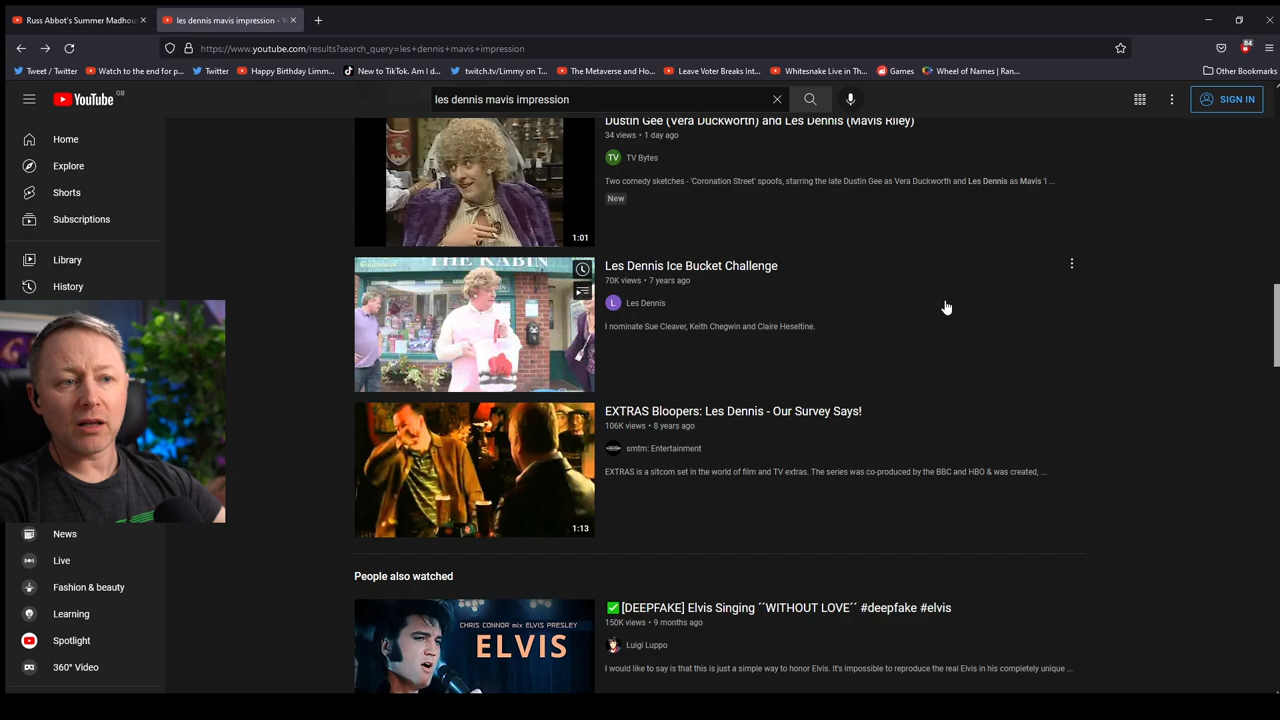 Russ Abbot's Summer Madhou
les dennis mavis impression - Y
https://www.youtube.com/results?search_query=les+dennis+mavis+impression
84
Tweet / Twitter
Watch to the end for p...
Twitter
Happy Birthday Limm...
New to TikTok. Am I d...
twitch.tv/Limmy on T...
The Metaverse and Ho...
Leave Voter Breaks Int...
Whitesnake Live in Th...
Games
Wheel of Names | Ran...
Other Bookmarks
YouTube GB
les dennis mavis impression
SIGN IN
Home
Explore
Shorts
Subscriptions
Library
History
News
Live
Fashion & beauty
Learning
Spotlight
360° Video
Dustin Gee (Vera Duckworth) and Les Dennis (Mavis Riley)
34 views • 1 day ago
TV TV Bytes
Two comedy sketches - 'Coronation Street' spoofs, starring the late Dustin Gee as Vera Duckworth and Les Dennis as Mavis 1...
New
1:01
THE KABIN
Les Dennis Ice Bucket Challenge
70K views • 7 years ago
L Les Dennis
I nominate Sue Cleaver, Keith Chegwin and Claire Heseltine.
EXTRAS Bloopers: Les Dennis - Our Survey Says!
106K views • 8 years ago
smtm: Entertainment
EXTRAS is a sitcom set in the world of film and TV extras. The series was co-produced by the BBC and HBO & was created, ...
1:13
People also watched
CHRIS CONNOR mix ELVIS PRESLEY
ELVIS
✅[DEEPFAKE] Elvis Singing ´´WITHOUT LOVE´´ #deepfake #elvis
150K views • 9 months ago
Luigi Luppo
I would like to say is that this is just a simple way to honor Elvis. It's impossible to reproduce the real Elvis in his completely unique ...